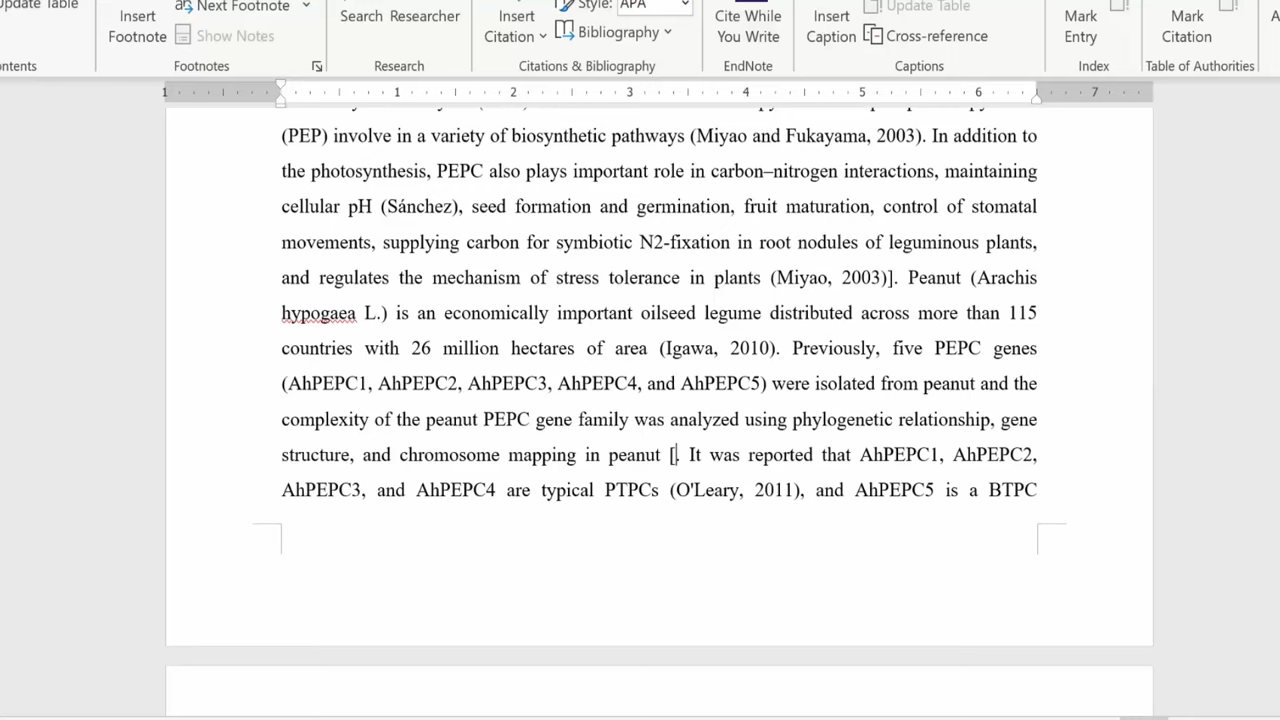 Update Table
Insert Footnote
Next Footnote
Show Notes
Search
Researcher
Insert Citation
Style: APA
Bibliography
Cite While You Write
Insert Caption
Update Table
Cross-reference
Mark Entry
Mark Citation
ntents
Footnotes
Research
Citations & Bibliography
EndNote
Captions
Index
Table of Authorities
1 1 2 3 4 5 6 7
(PEP) involve in a variety of biosynthetic pathways (Miyao and Fukayama, 2003). In addition to
the photosynthesis, PEPC also plays important role in carbon–nitrogen interactions, maintaining
cellular pH (Sánchez), seed formation and germination, fruit maturation, control of stomatal
movements, supplying carbon for symbiotic N2-fixation in root nodules of leguminous plants,
and regulates the mechanism of stress tolerance in plants (Miyao, 2003)]. Peanut (Arachis
hypogaea L.) is an economically important oilseed legume distributed across more than 115
countries with 26 million hectares of area (Igawa, 2010). Previously, five PEPC genes
(AhPEPC1, AhPEPC2, AhPEPC3, AhPEPC4, and AhPEPC5) were isolated from peanut and the
complexity of the peanut PEPC gene family was analyzed using phylogenetic relationship, gene
structure, and chromosome mapping in peanut [. It was reported that AhPEPC1, AhPEPC2,
AhPEPC3, and AhPEPC4 are typical PTPCs (O'Leary, 2011), and AhPEPC5 is a BTPC